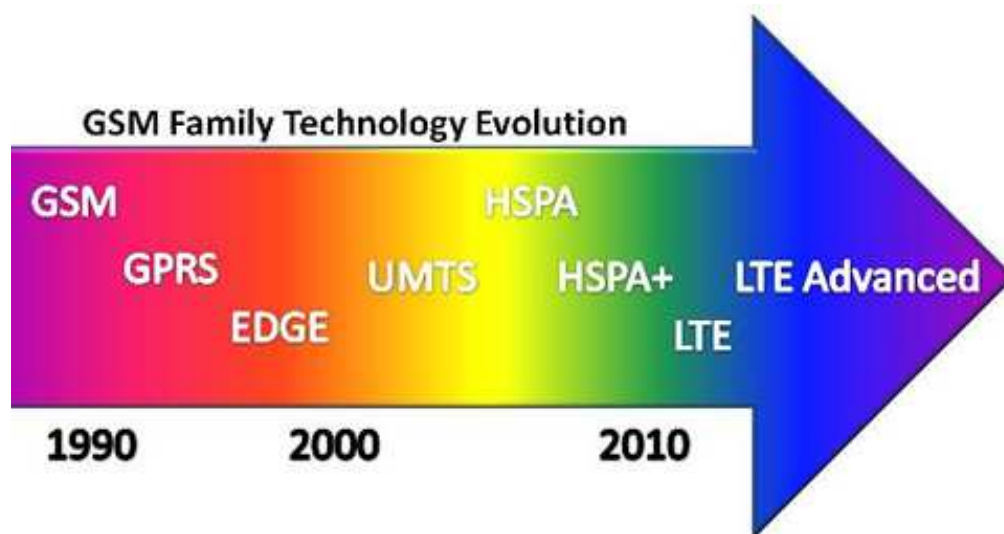 GSM Family Technology Evolution
GSM
HSPA
GPRS
UMTS
HSPA+
LTE Advanced
EDGE
LTE
1990
2000
2010